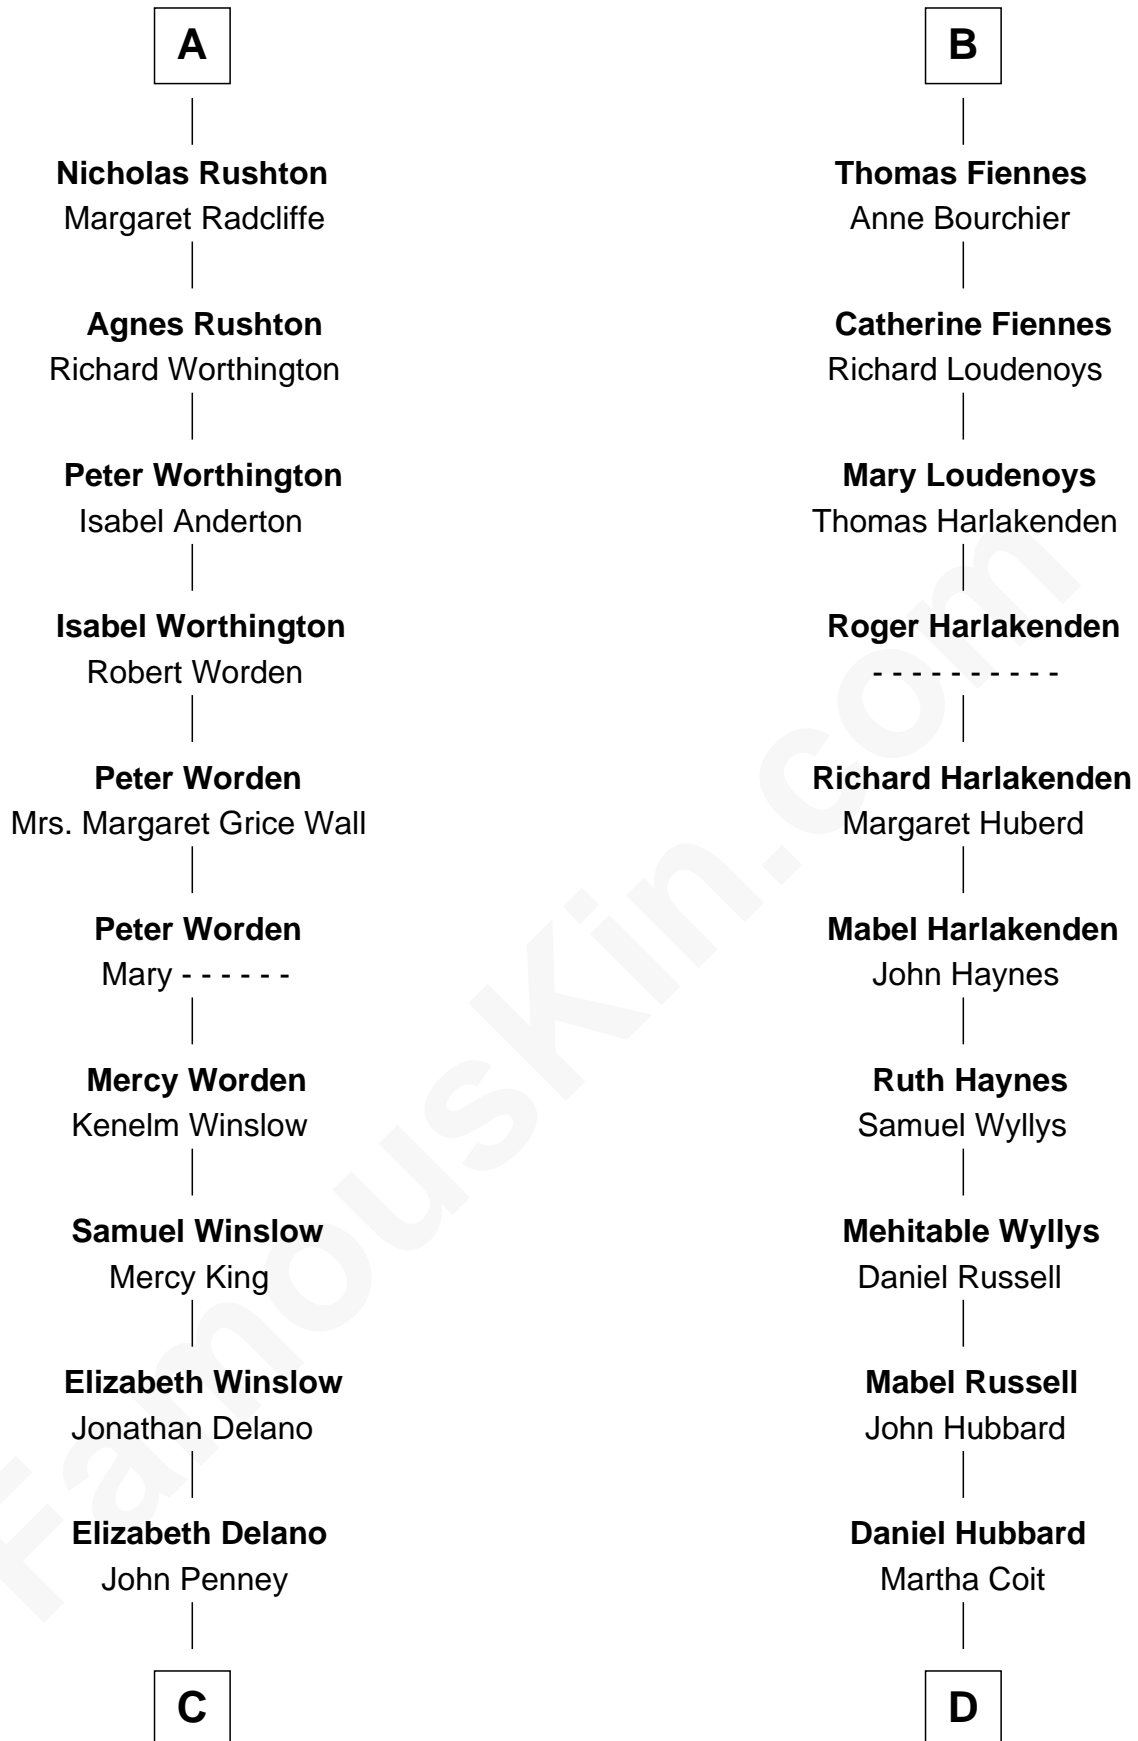 A
Nicholas Rushton
Margaret Radcliffe
Agnes Rushton
Richard Worthington
Peter Worthington
Isabel Anderton
Isabel Worthington
Robert Worden
Peter Worden
Mrs. Margaret Grice Wall
Peter Worden
Mary - - - - - -
Mercy Worden
Kenelm Winslow
Samuel Winslow
Mercy King
Elizabeth Winslow
Jonathan Delano
Elizabeth Delano
John Penney
C
B
Thomas Fiennes
Anne Bourchier
Catherine Fiennes
Richard Loudenoys
Mary Loudenoys
Thomas Harlakenden
Roger Harlakenden
- - - - - - - - - -
Richard Harlakenden
Margaret Huberd
Mabel Harlakenden
John Haynes
Ruth Haynes
Samuel Wyllys
Mehitable Wyllys
Daniel Russell
Mabel Russell
John Hubbard
Daniel Hubbard
Martha Coit
D
FamousKin.com